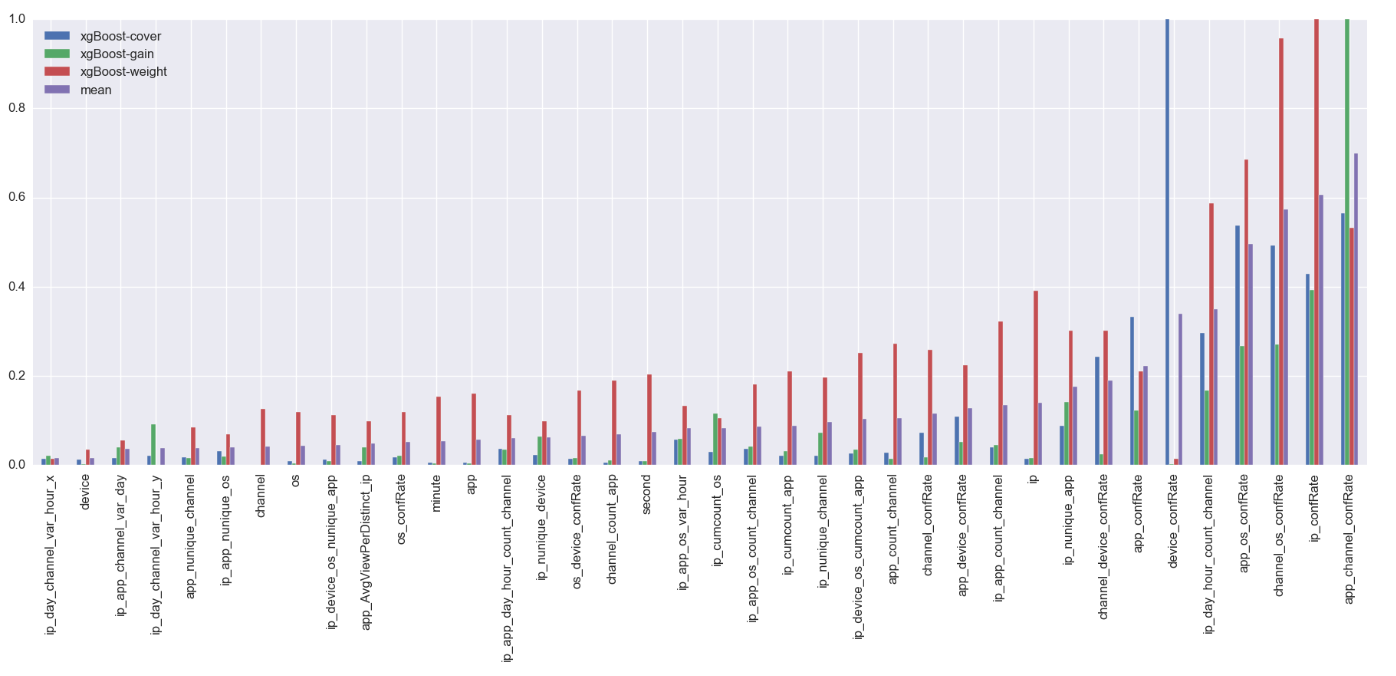 1.0
0.8
0.6
0.4
0.2
0.0
xgBoost-cover
xgBoost-gain
xgBoost-weight
mean
ip_day_channel_var_hour_x
device
ip_app_channel_var_day
ip_day_channel_var_hour_y
app_nunique_channel
ip_app_nunique_os
channel
os
ip_device_os_nunique_app
app_AvgViewPerDistinct_ip
os_confRate
minute
app
ip_app_day_hour_count_channel
ip_nunique_device
os_device_confRate
channel_count_app
second
ip_app_os_var_hour
ip_cumcount_os
ip_app_os_count_channel
ip_cumcount_app
ip_nunique_channel
ip_device_os_cumcount_app
app_count_channel
channel_confRate
app_device_confRate
ip_app_count_channel
ip
ip_nunique_app
channel_device_confRate
app_confRate
device_confRate
ip_day_hour_count_channel
app_os_confRate
channel_os_confRate
ip_confRate
app_channel_confRate